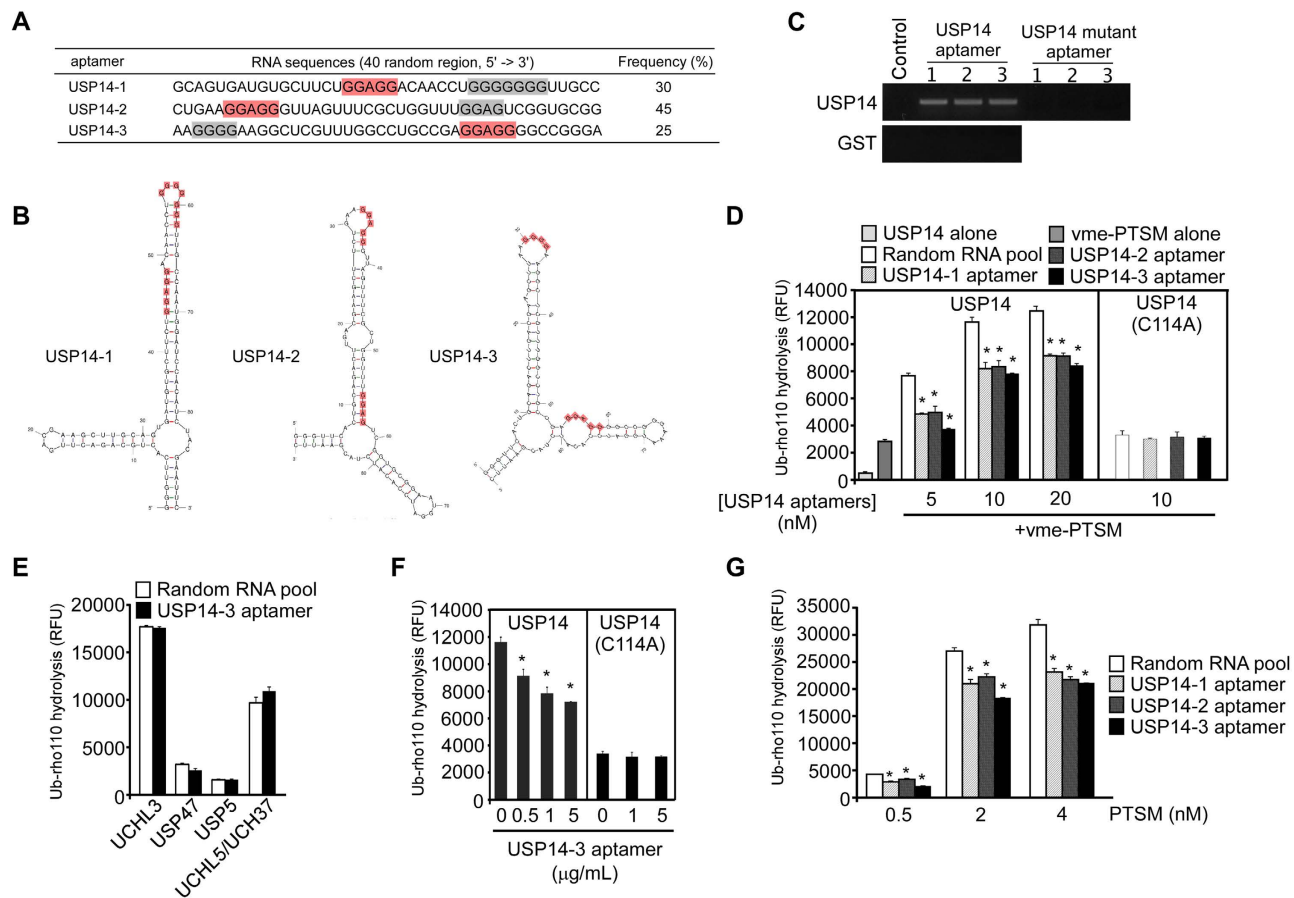 A
aptamer RNA sequences (40 random region, 5' -> 3') Frequency (%)
USP14-1 GCAGUGAUGUGCUUCUGGAGGACAACCUGGGGGGGUUGCC 30
USP14-2 CUGAAGGAGGGUUAGUUUCGCUGGUUUGGAGUCGGUGCGG 45
USP14-3 AAGGGGAAGGCUCGUUUGGCCUGCCGAGGAGGGGCCGGGA 25
B
USP14-1
USP14-2
USP14-3
C
Control
USP14 aptamer
USP14 mutant aptamer
1 2 3 1 2 3
USP14
GST
D
USP14 alone vme-PTSM alone
Random RNA pool USP14-2 aptamer
USP14-1 aptamer USP14-3 aptamer
Ub-rho110 hydrolysis (RFU)
14000
12000
10000
8000
6000
4000
2000
0
USP14
USP14 (C114A)
* * * * * * * * *
[USP14 aptamers] (nM)
5 10 20 10
+vme-PTSM
E
Random RNA pool
USP14-3 aptamer
Ub-rho110 hydrolysis (RFU)
20000
15000
10000
5000
0
UCHL3
USP47
USP5
UCHL5/UCH37
F
Ub-rho110 hydrolysis (RFU)
14000
12000
10000
8000
6000
4000
2000
0
USP14
USP14 (C114A)
* * *
0 0.5 1 5 0 1 5
USP14-3 aptamer
(μg/mL)
G
Ub-rho110 hydrolysis (RFU)
35000
30000
25000
20000
15000
10000
5000
0
* * * * * * * * *
0.5 2 4 PTSM (nM)
Random RNA pool
USP14-1 aptamer
USP14-2 aptamer
USP14-3 aptamer